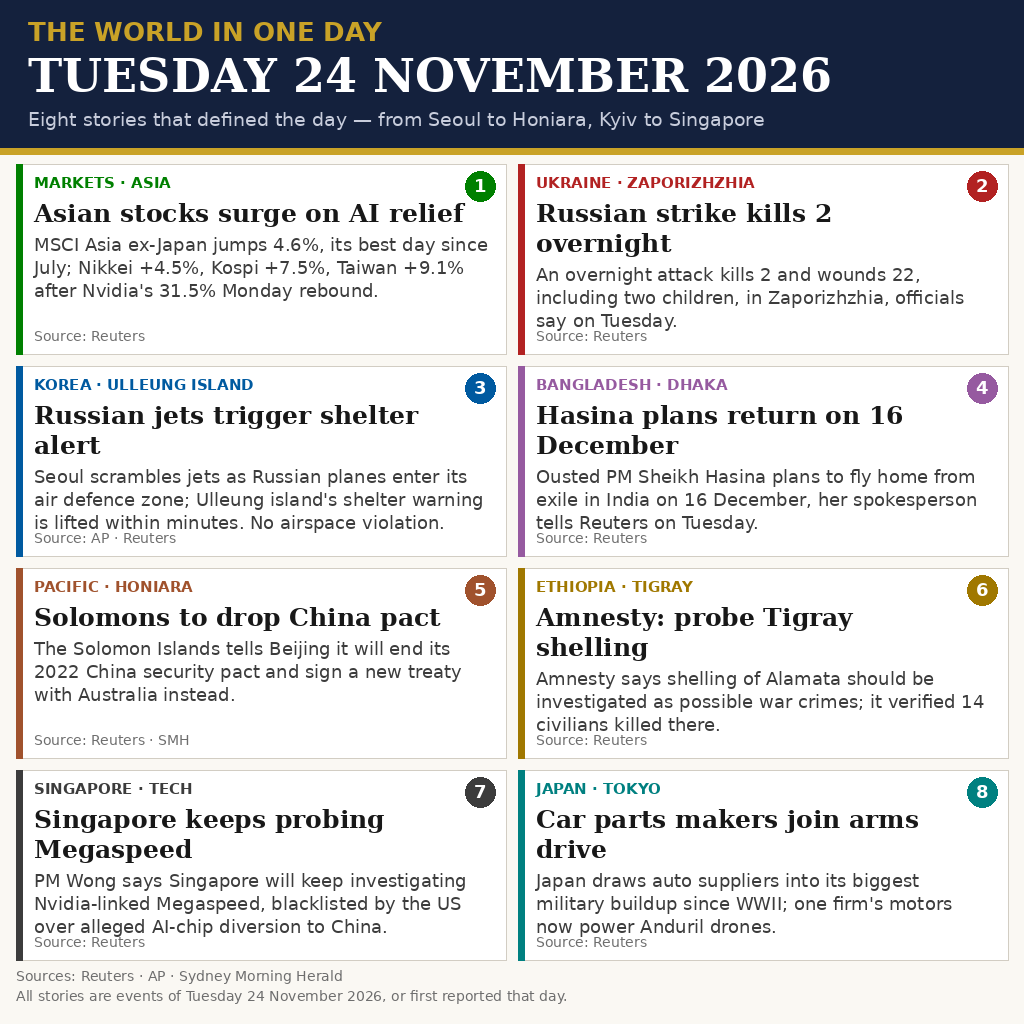 THE WORLD IN ONE DAY
TUESDAY 24 NOVEMBER 2026
Eight stories that defined the day — from Seoul to Honiara, Kyiv to Singapore
MARKETS · ASIA
1
Asian stocks surge on AI relief
MSCI Asia ex-Japan jumps 4.6%, its best day since
July; Nikkei +4.5%, Kospi +7.5%, Taiwan +9.1%
after Nvidia's 31.5% Monday rebound.
Source: Reuters
UKRAINE · ZAPORIZHZHIA
2
Russian strike kills 2
overnight
An overnight attack kills 2 and wounds 22,
including two children, in Zaporizhzhia, officials
say on Tuesday.
Source: Reuters
KOREA · ULLEUNG ISLAND
3
Russian jets trigger shelter
alert
Seoul scrambles jets as Russian planes enter its
air defence zone; Ulleung island's shelter warning
is lifted within minutes. No airspace violation.
Source: AP · Reuters
BANGLADESH · DHAKA
4
Hasina plans return on 16
December
Ousted PM Sheikh Hasina plans to fly home from
exile in India on 16 December, her spokesperson
tells Reuters on Tuesday.
Source: Reuters
PACIFIC · HONIARA
5
Solomons to drop China pact
The Solomon Islands tells Beijing it will end its
2022 China security pact and sign a new treaty
with Australia instead.
Source: Reuters · SMH
ETHIOPIA · TIGRAY
6
Amnesty: probe Tigray
shelling
Amnesty says shelling of Alamata should be
investigated as possible war crimes; it verified 14
civilians killed there.
Source: Reuters
SINGAPORE · TECH
7
Singapore keeps probing
Megaspeed
PM Wong says Singapore will keep investigating
Nvidia-linked Megaspeed, blacklisted by the US
over alleged AI-chip diversion to China.
Source: Reuters
JAPAN · TOKYO
8
Car parts makers join arms
drive
Japan draws auto suppliers into its biggest
military buildup since WWII; one firm's motors
now power Anduril drones.
Source: Reuters
Sources: Reuters · AP · Sydney Morning Herald
All stories are events of Tuesday 24 November 2026, or first reported that day.